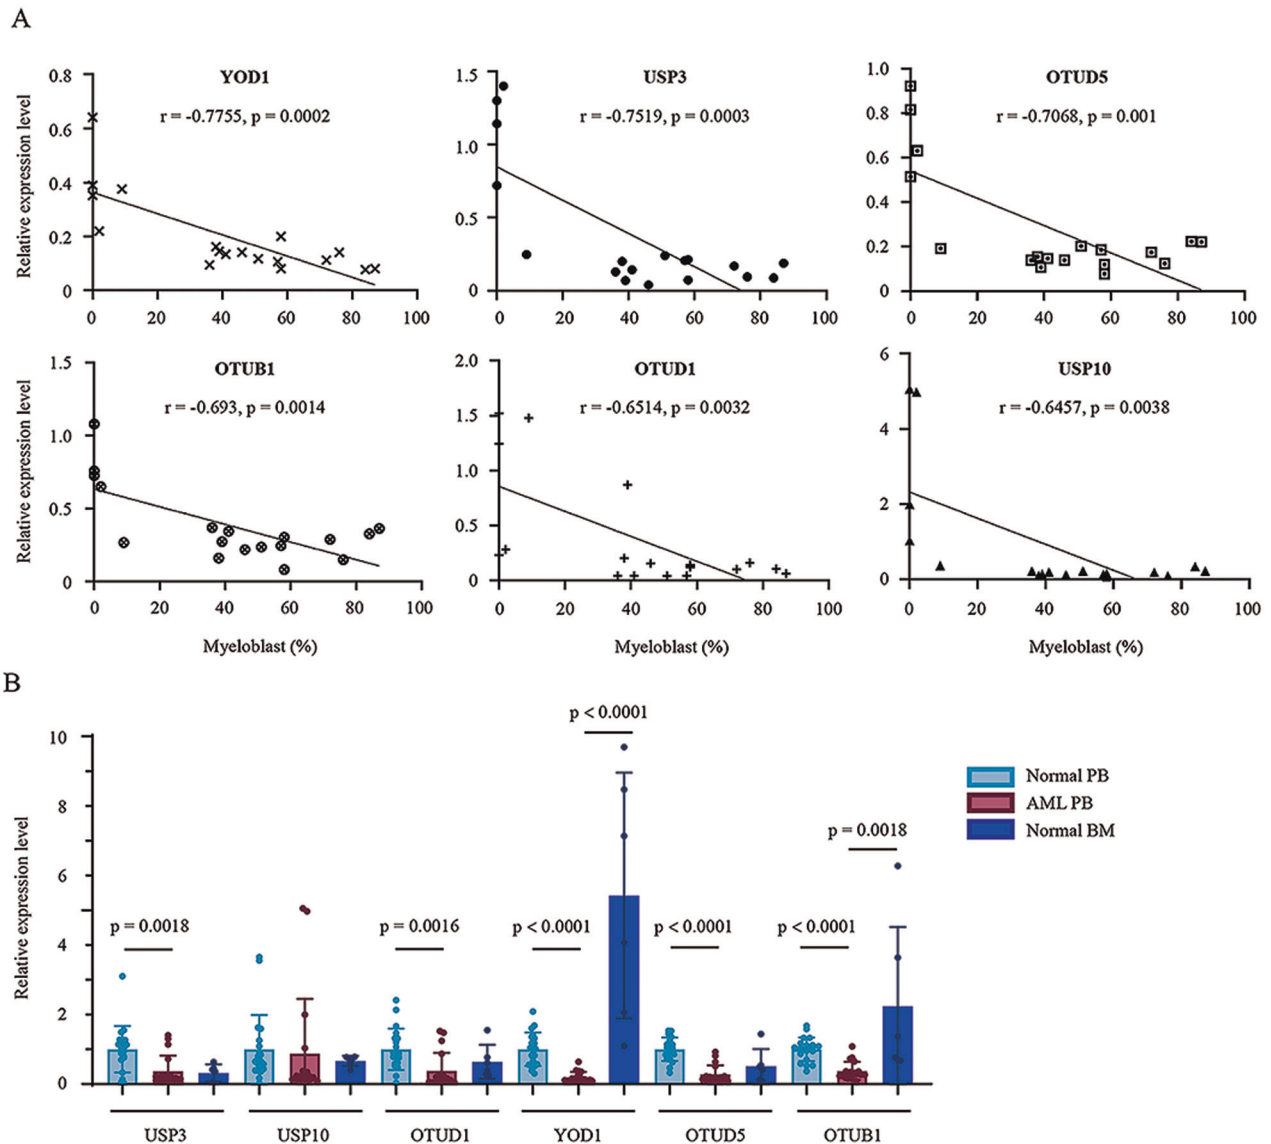 A
YOD1
r = -0.7755, p = 0.0002
Relative expression level
0.8
0.6
0.4
0.2
0
0 20 40 60 80 100
USP3
r = -0.7519, p = 0.0003
1.5
1.0
0.5
0
0 20 40 60 80 100
OTUD5
r = -0.7068, p = 0.001
1.0
0.8
0.6
0.4
0.2
0
0 20 40 60 80 100
OTUB1
r = -0.693, p = 0.0014
Relative expression level
1.5
1.0
0.5
0
0 20 40 60 80 100
Myeloblast (%)
OTUD1
r = -0.6514, p = 0.0032
2.0
1.5
1.0
0.5
0
0 20 40 60 80 100
Myeloblast (%)
USP10
r = -0.6457, p = 0.0038
6
4
2
0
0 20 40 60 80 100
Myeloblast (%)
B
Relative expression level
10
8
6
4
2
0
p = 0.0018
p = 0.0016
p < 0.0001
p < 0.0001
p < 0.0001
p < 0.0001
p = 0.0018
Normal PB
AML PB
Normal BM
USP3 USP10 OTUD1 YOD1 OTUD5 OTUB1